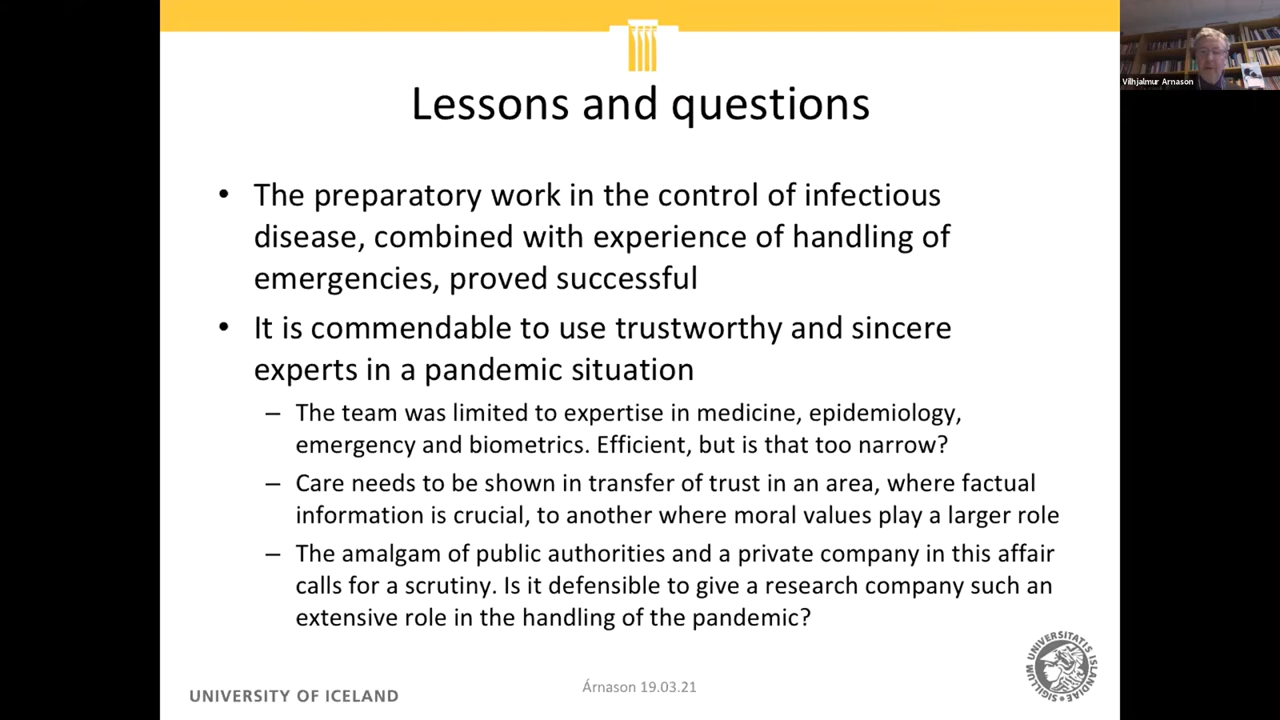 Lessons and questions
• The preparatory work in the control of infectious
disease, combined with experience of handling of
emergencies, proved successful
• It is commendable to use trustworthy and sincere
experts in a pandemic situation
– The team was limited to expertise in medicine, epidemiology,
emergency and biometrics. Efficient, but is that too narrow?
– Care needs to be shown in transfer of trust in an area, where factual
information is crucial, to another where moral values play a larger role
– The amalgam of public authorities and a private company in this affair
calls for a scrutiny. Is it defensible to give a research company such an
extensive role in the handling of the pandemic?
UNIVERSITY OF ICELAND
Árnason 19.03.21
SIGILLUM UNIVERSITATIS ISLANDIAE
Vilhjalmur Arnason